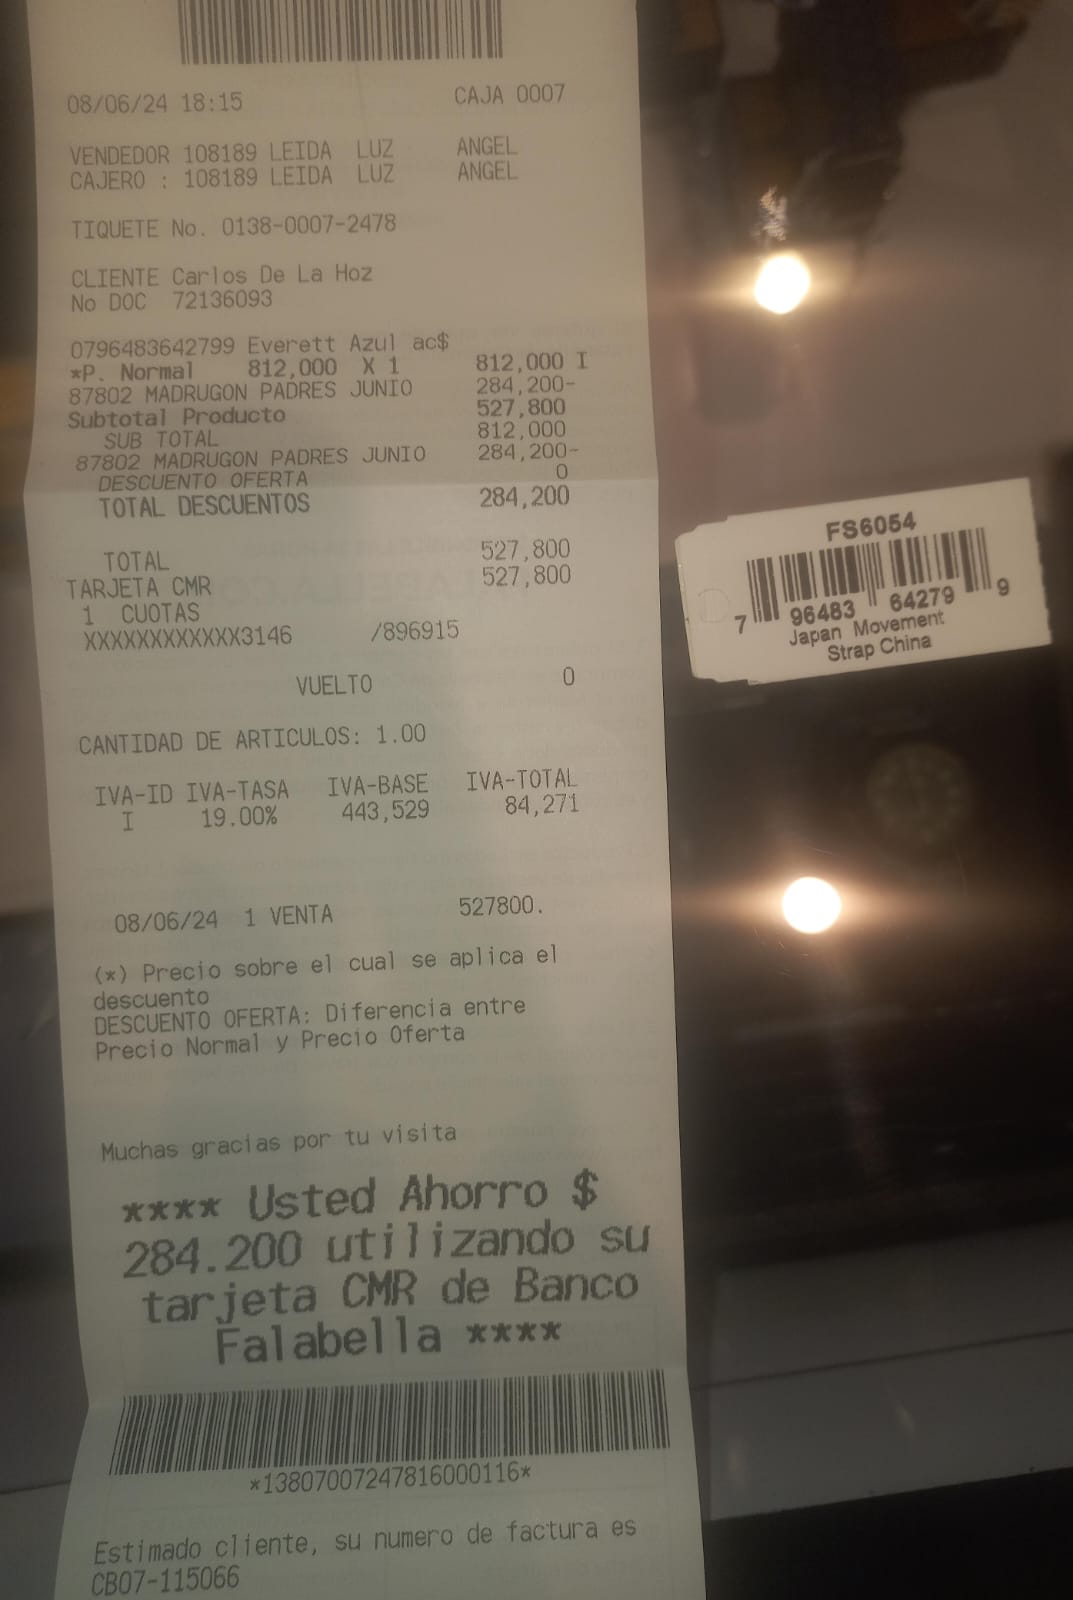 08/06/24 18:15 CAJA 0007
VENDEDOR 108189 LEIDA LUZ ANGEL
CAJERO : 108189 LEIDA LUZ ANGEL
TIQUETE No. 0138-0007-2478
CLIENTE Carlos De La Hoz
No DOC 72136093
0796483642799 Everett Azul ac$
*P. Normal 812,000 X 1 812,000 I
87802 MADRUGON PADRES JUNIO 284,200-
Subtotal Producto 527,800
SUB TOTAL 812,000
87802 MADRUGON PADRES JUNIO 284,200-
DESCUENTO OFERTA 0
TOTAL DESCUENTOS 284,200
TOTAL 527,800
TARJETA CMR 527,800
1 CUOTAS
XXXXXXXXXXXX3146 /896915
VUELTO 0
CANTIDAD DE ARTICULOS: 1.00
IVA-ID IVA-TASA IVA-BASE IVA-TOTAL
I 19.00% 443,529 84,271
08/06/24 1 VENTA 527800.
(*) Precio sobre el cual se aplica el
descuento
DESCUENTO OFERTA: Diferencia entre
Precio Normal y Precio Oferta
Muchas gracias por tu visita
**** Usted Ahorro $
284.200 utilizando su
tarjeta CMR de Banco
Falabella ****
*13807007247816000116*
Estimado cliente, su numero de factura es
CB07-115066
FS6054
7 96483 64279 9
Japan Movement
Strap China